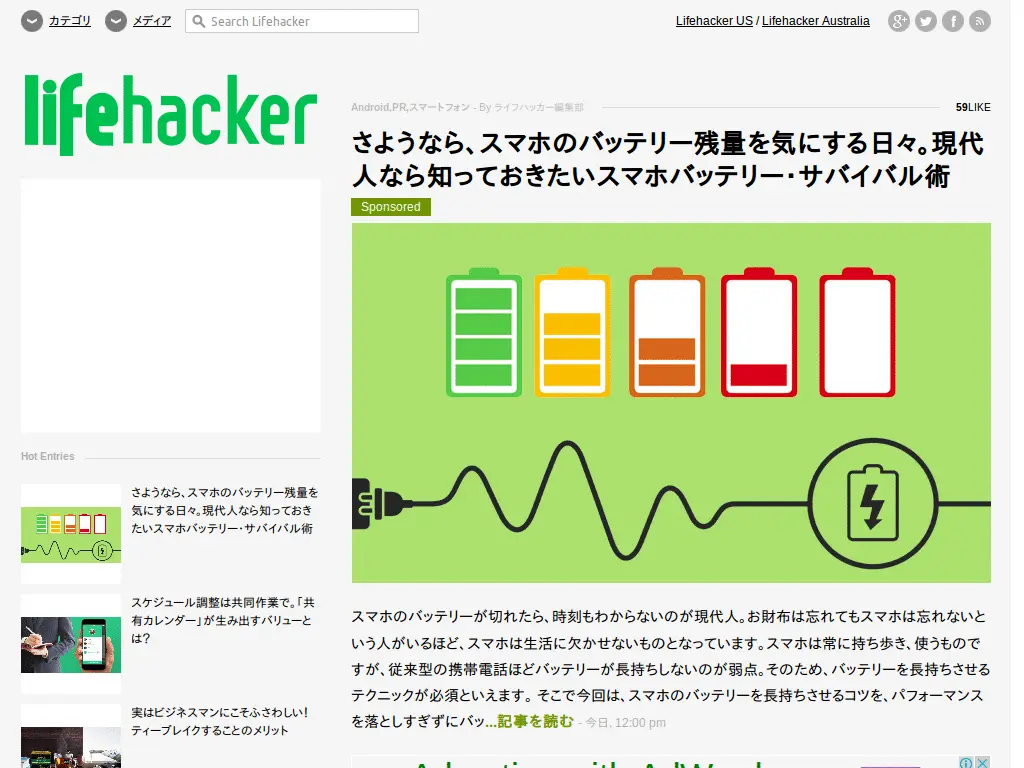 カテゴリ メディア Search Lifehacker Lifehacker US / Lifehacker Australia
lifehacker
Android,PR,スマートフォン - By ライフハッカー編集部 59LIKE
さようなら、スマホのバッテリー残量を気にする日々。現代
人なら知っておきたいスマホバッテリー・サバイバル術
Sponsored
Hot Entries
さようなら、スマホのバッテリー残量を
気にする日々。現代人なら知っておき
たいスマホバッテリー・サバイバル術
スケジュール調整は共同作業で。「共
有カレンダー」が生み出すバリューと
は?
実はビジネスマンにこそふさわしい!
ティーブレイクすることのメリット
スマホのバッテリーが切れたら、時刻もわからないのが現代人。お財布は忘れてもスマホは忘れないと
いう人がいるほど、スマホは生活に欠かせないものとなっています。スマホは常に持ち歩き、使うもので
すが、従来型の携帯電話ほどバッテリーが長持ちしないのが弱点。そのため、バッテリーを長持ちさせる
テクニックが必須といえます。そこで今回は、スマホのバッテリーを長持ちさせるコツを、パフォーマンス
を落としすぎずにバッ...記事を読む - 今日, 12:00 pm